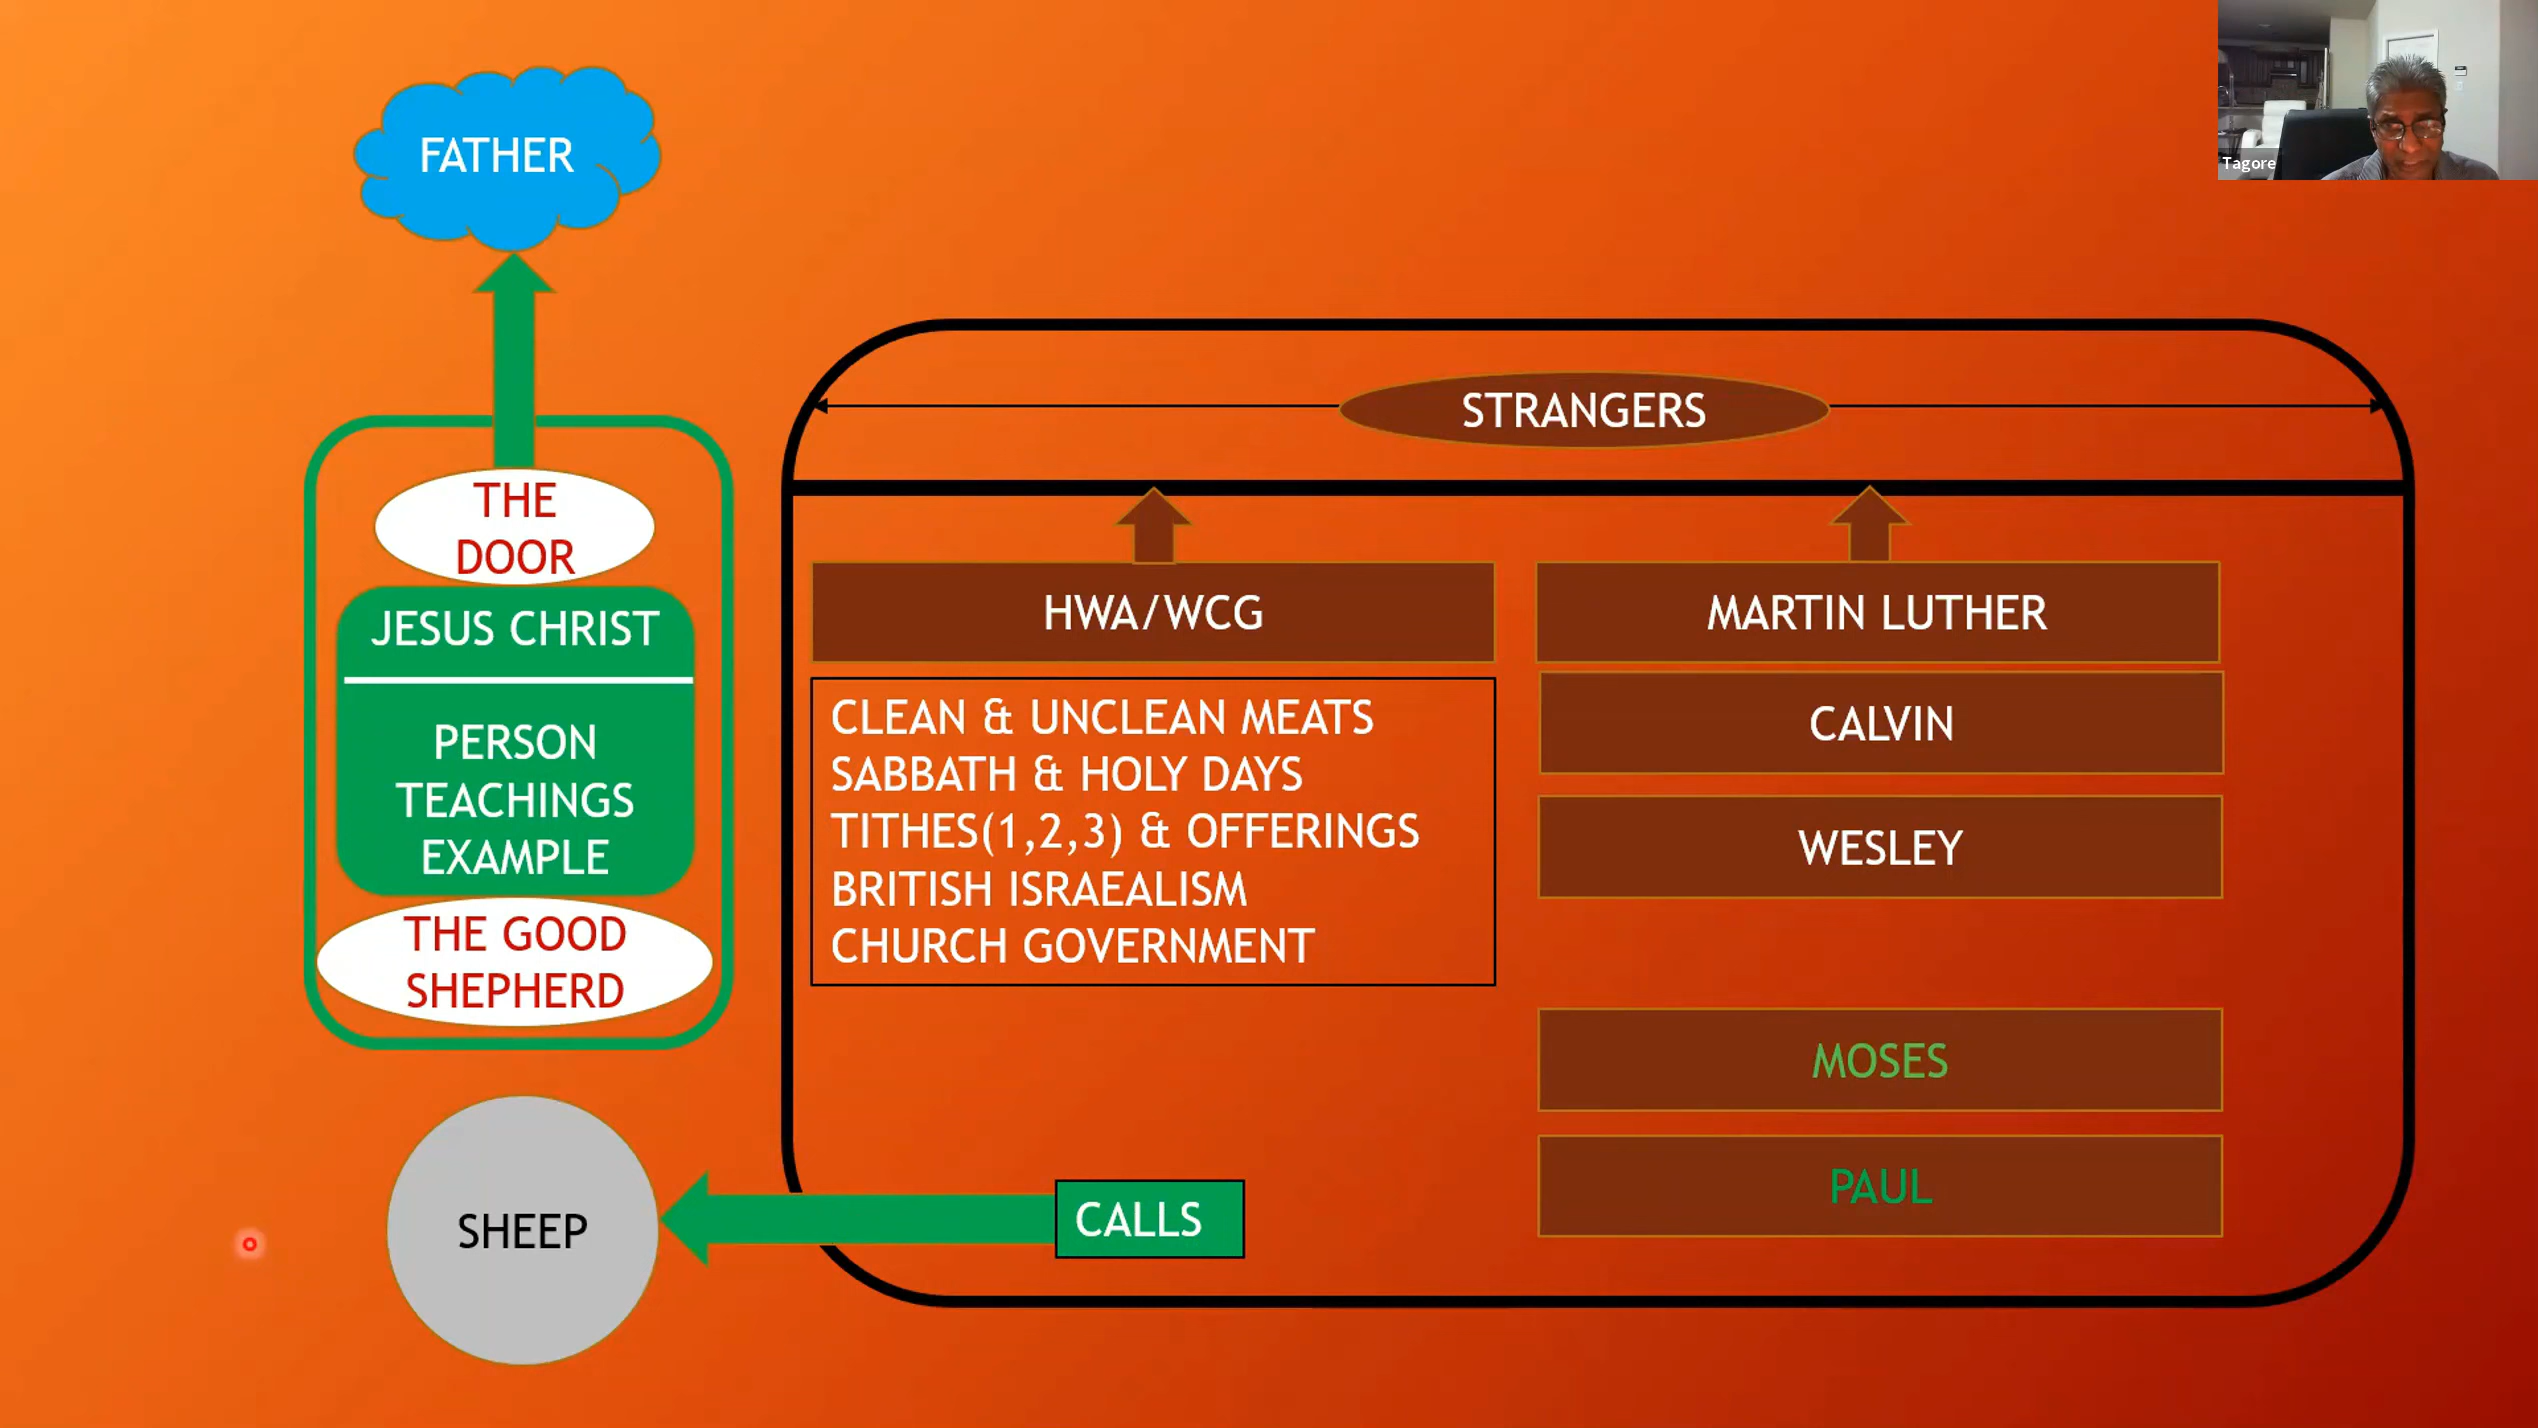 FATHER
Tagore
STRANGERS
THE
DOOR
JESUS CHRIST
PERSON
TEACHINGS
EXAMPLE
THE GOOD
SHEPHERD
SHEEP
HWA/WCG
CLEAN & UNCLEAN MEATS
SABBATH & HOLY DAYS
TITHES(1,2,3) & OFFERINGS
BRITISH ISRAEALISM
CHURCH GOVERNMENT
CALLS
MARTIN LUTHER
CALVIN
WESLEY
MOSES
PAUL